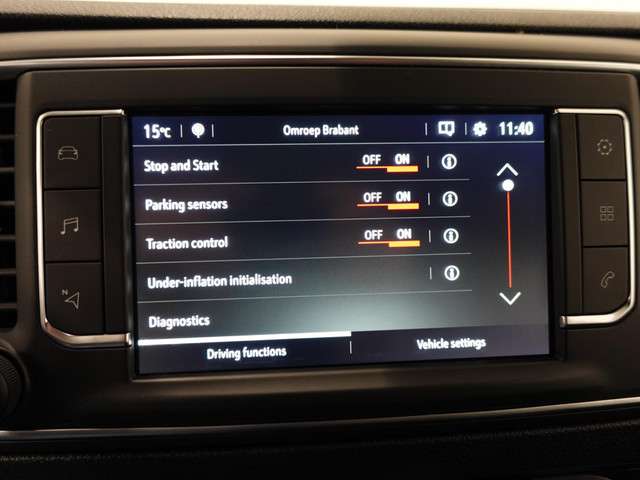 15°C Omroep Brabant 11:40
Stop and Start OFF ON
Parking sensors OFF ON
Traction control OFF ON
Under-inflation initialisation
Diagnostics
Driving functions Vehicle settings
N